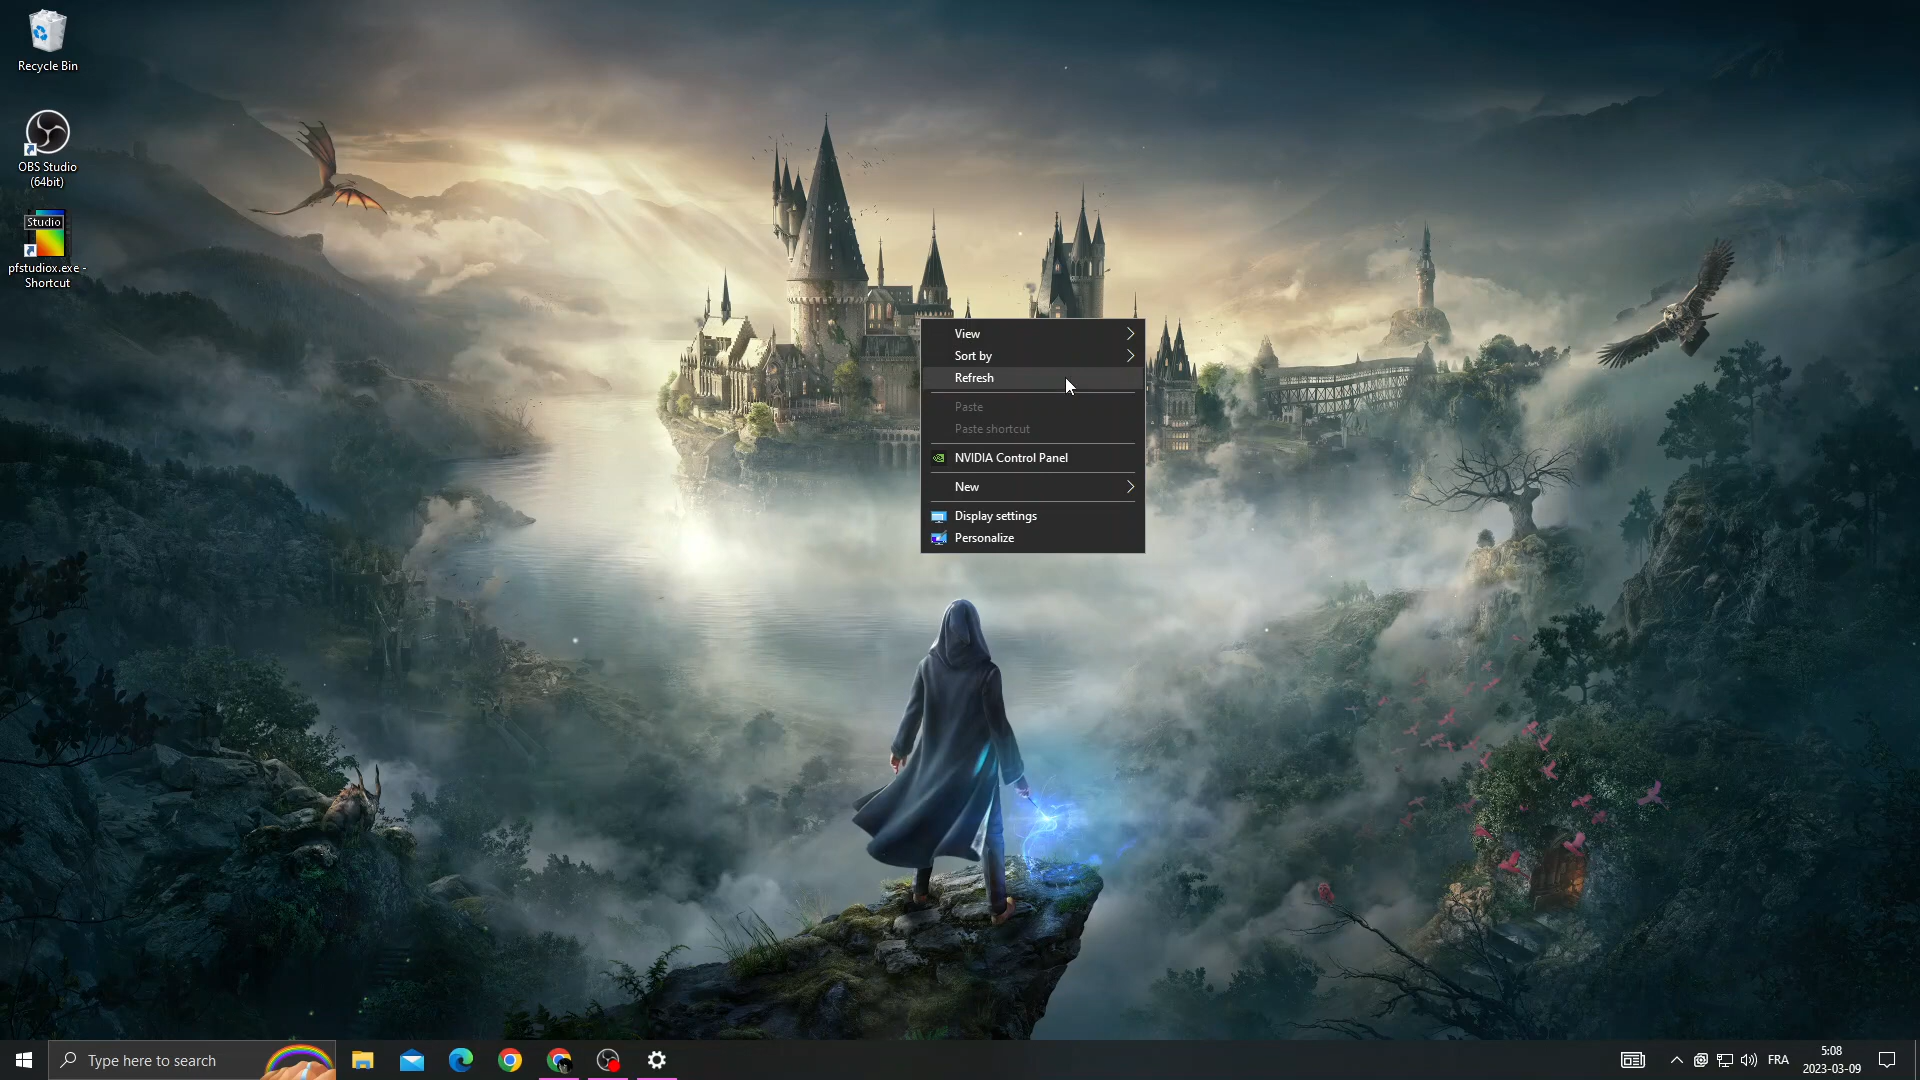 Recycle Bin
OBS Studio
(64bit)
Studio
pfstudiox.exe -
Shortcut
View
Sort by
Refresh
Paste
Paste shortcut
NVIDIA Control Panel
New
Display settings
Personalize
Type here to search
FRA
5:08
2023-03-09